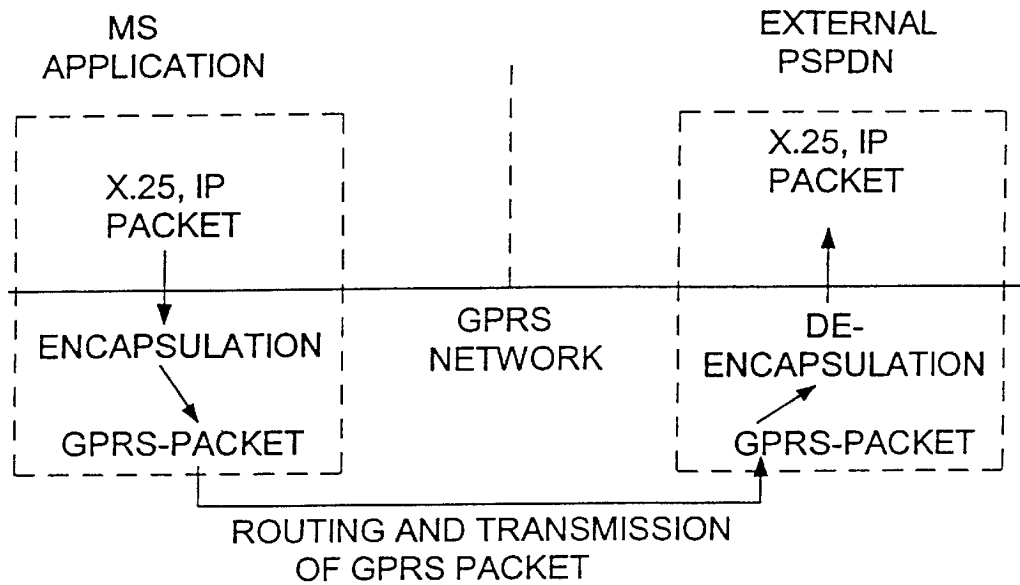 MS
APPLICATION
EXTERNAL
PSPDN
X.25, IP
PACKET
X.25, IP
PACKET
ENCAPSULATION
GPRS
NETWORK
DE-
ENCAPSULATION
GPRS-PACKET
GPRS-PACKET
ROUTING AND TRANSMISSION
OF GPRS PACKET